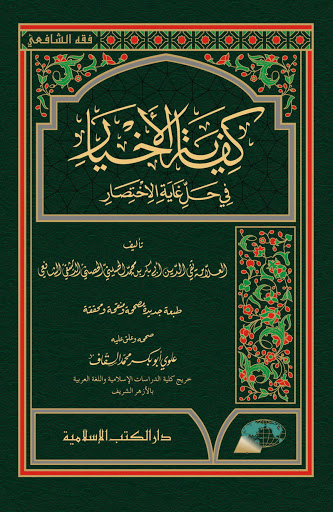 فقه الشافعي
كفاية الأخيار
في حل غاية الاختصار
تأليف
العلامة تقي الدين أبي بكر بن محمد الحسيني الحصني الدمشقي الشافعي
طبعة جديدة مصححة ومنقحة ومحققة
صححه وعلق عليه
علوي أبو بكر محمد السقاف
خريج كلية الدراسات الإسلامية واللغة العربية
بالأزهر الشريف
دار الكتب الإسلامية